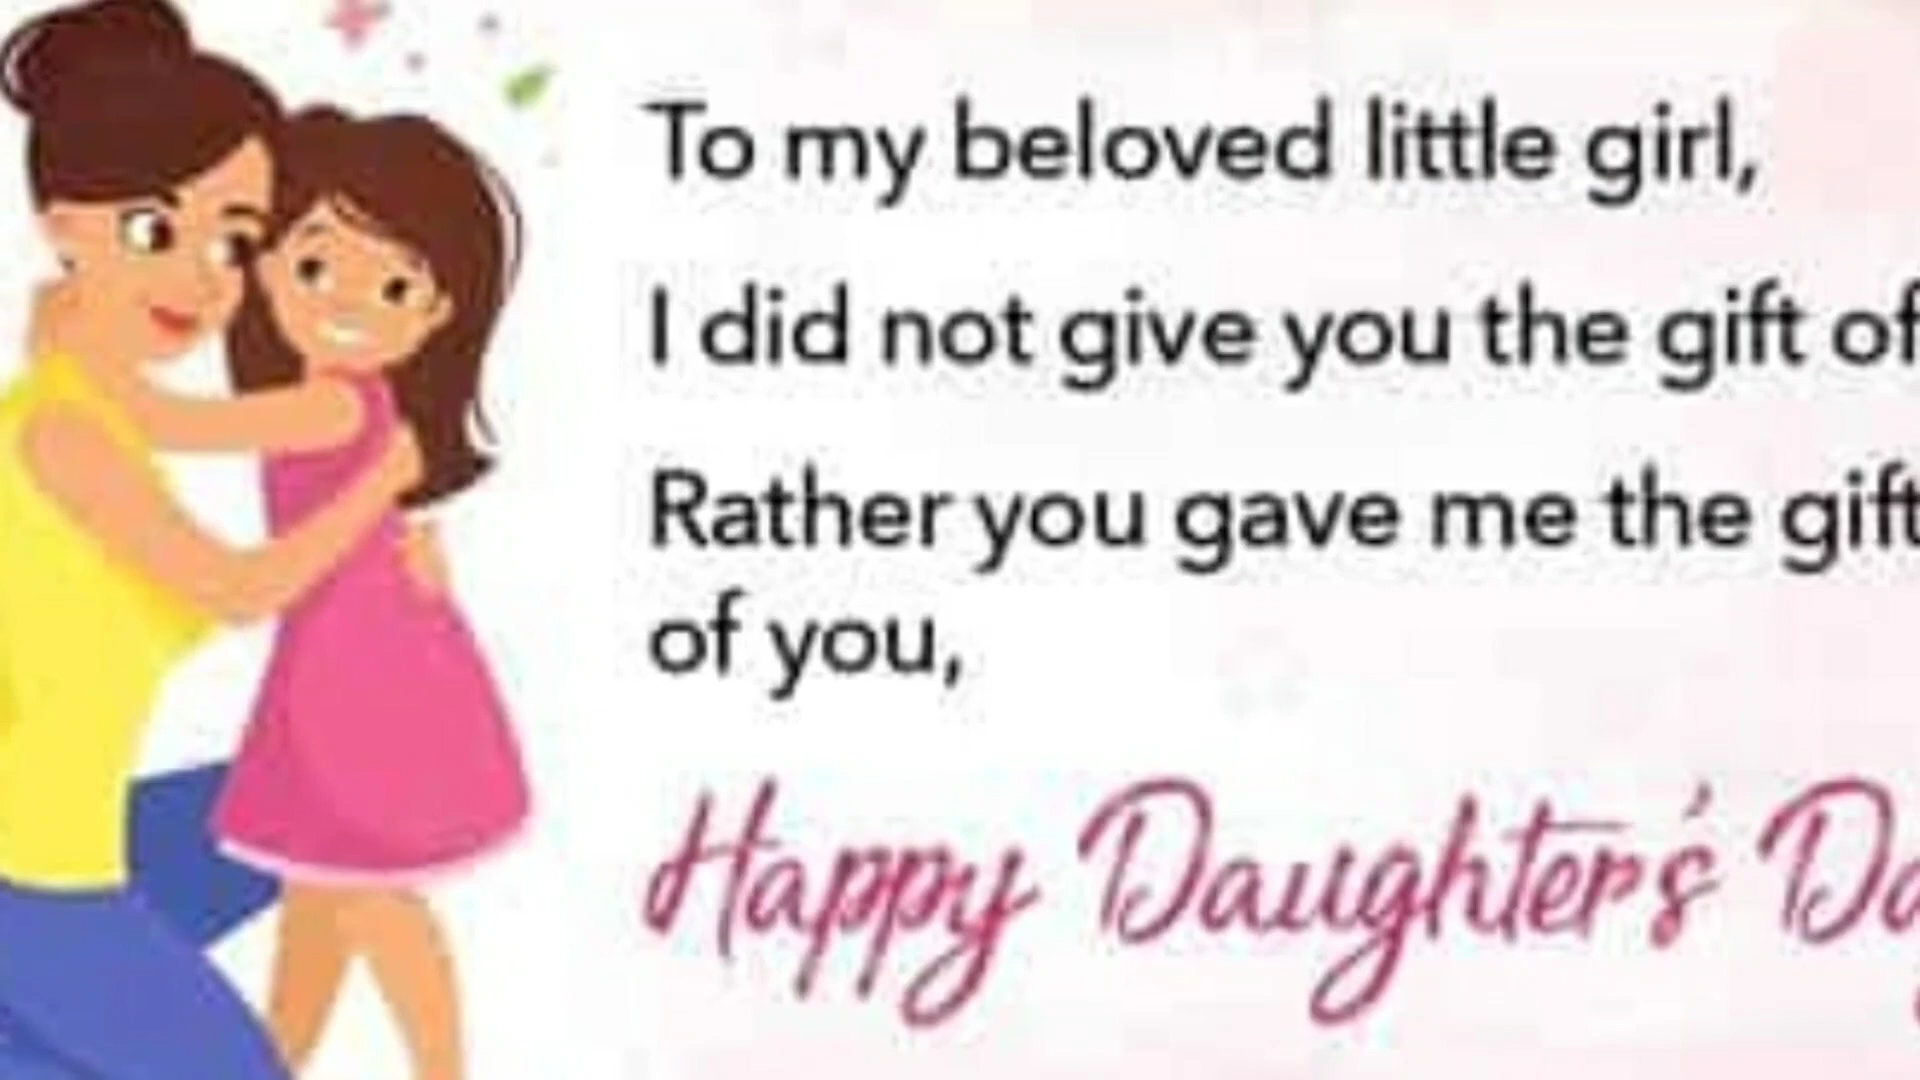 To my beloved little girl,
I did not give you the gift of
Rather you gave me the gift
of you,
Happy Daughter's Da